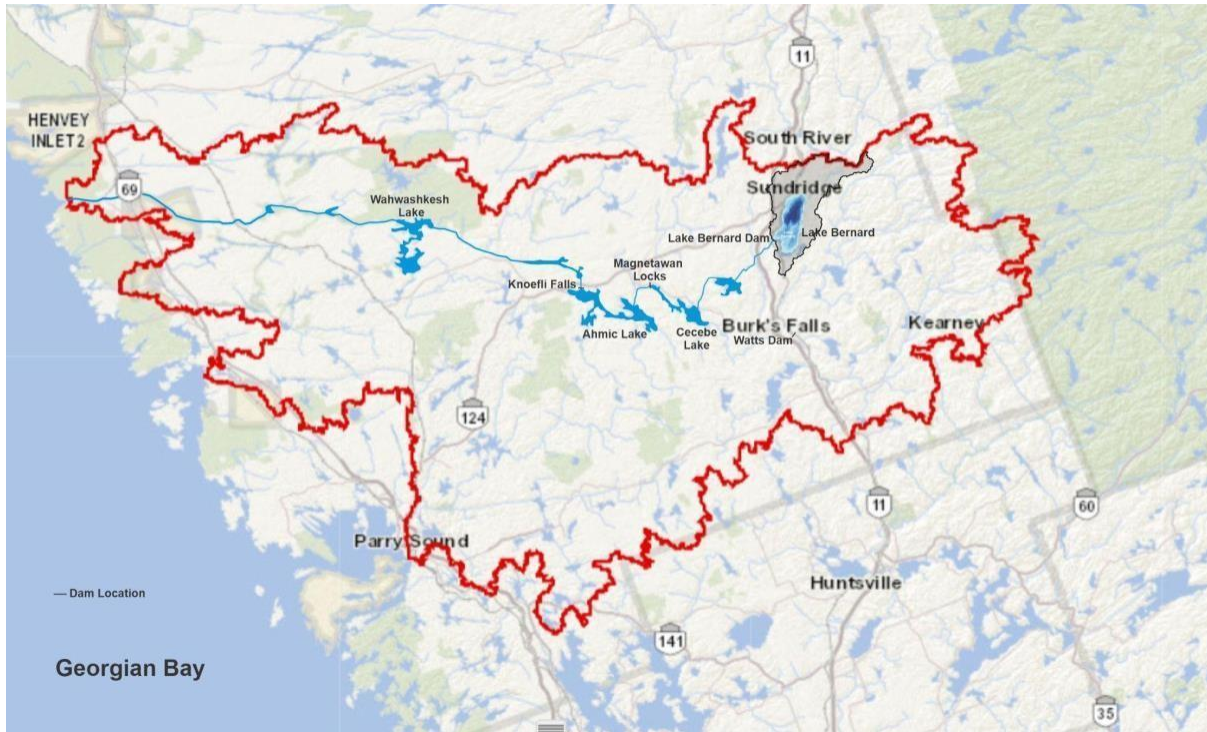 11
HENVEY
INLET 2
South River
69
Sundridge
Wahwashkesh
Lake
Lake Bernard Dam
Lake Bernard
Magnetawan
Locks
Knoefli Falls
Ahmic Lake
Cecebe
Lake
Burk's Falls
Watts Dam
Kearney
124
11
60
Parry Sound
Huntsville
— Dam Location
141
Georgian Bay
35